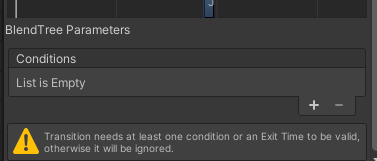 BlendTree Parameters
Conditions
List is Empty
+ −
Transition needs at least one condition or an Exit Time to be valid,
otherwise it will be ignored.